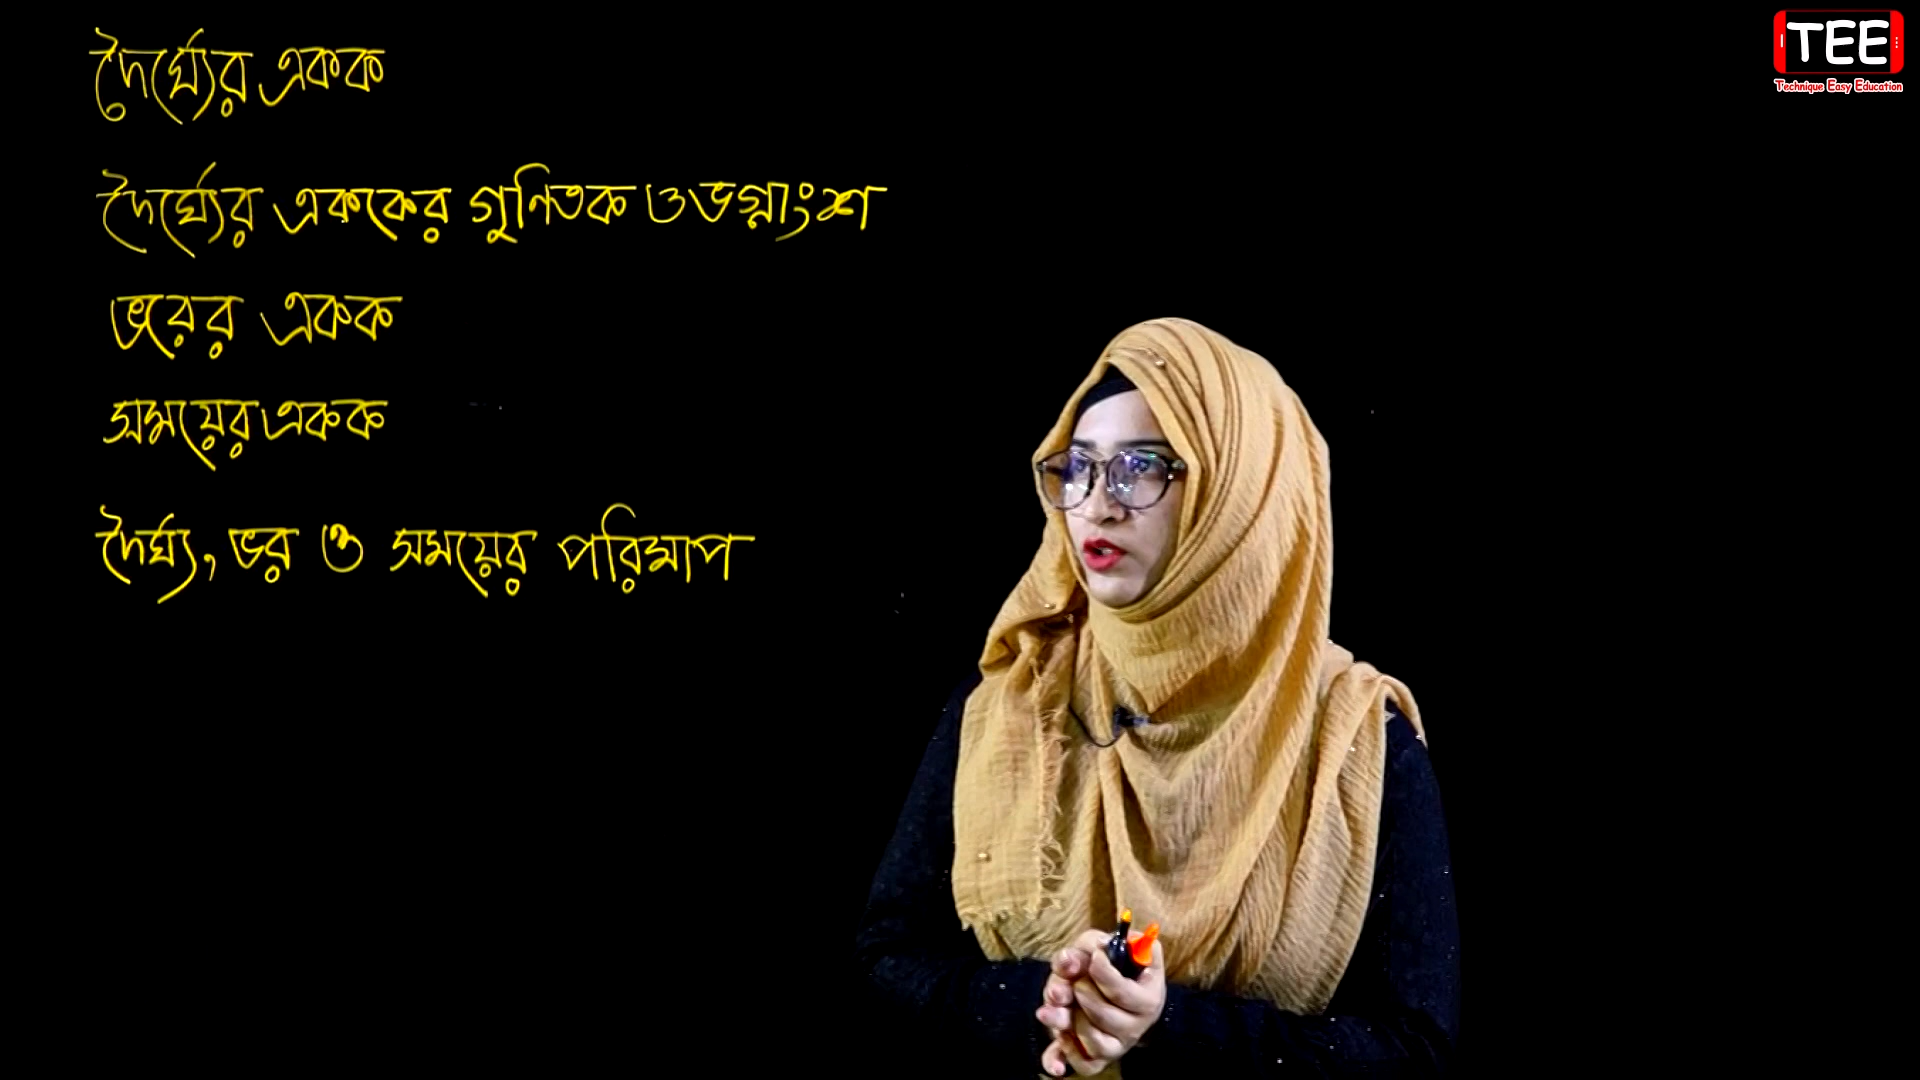 দৈর্ঘ্যের একক
দৈর্ঘ্যের এককের গুনিতক ও ভগ্নাংশ
ভরের একক
সময়ের একক
দৈর্ঘ্য, ভর ও সময়ের পরিমাপ
TEE
Technique Easy Education